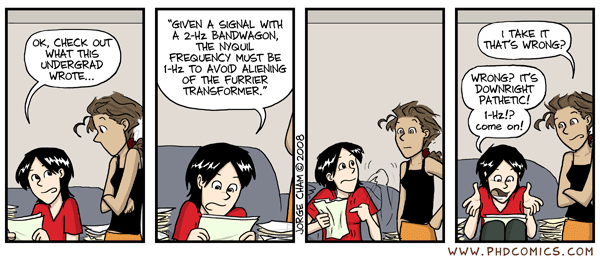 OK, CHECK OUT
WHAT THIS
UNDERGRAD
WROTE...
"GIVEN A SIGNAL WITH
A 2-Hz BANDWAGON,
THE NYQUIL
FREQUENCY MUST BE
1-Hz TO AVOID ALIENING
OF THE FURRIER
TRANSFORMER."
JORGE CHAM © 2008
I TAKE IT
THAT'S WRONG?
WRONG? IT'S
DOWNRIGHT
PATHETIC!
1-Hz!?
come on!
WWW.PHDCOMICS.COM